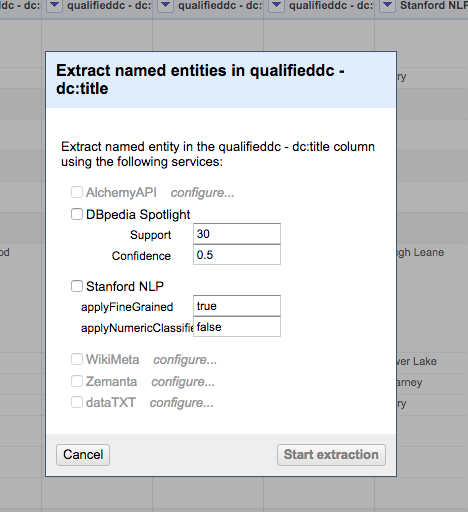 dc - dc: qualifieddc - dc: qualifieddc - dc: qualifieddc - dc: Stanford NLP
Extract named entities in qualifieddc -
dc:title
ry
Extract named entity in the qualifieddc - dc:title column
using the following services:
AlchemyAPI configure...
DBpedia Spotlight
Support 30
od
Confidence 0.5
gh Leane
Stanford NLP
applyFineGrained true
applyNumericClassifie false
WikiMeta configure...
ver Lake
Zemanta configure...
arney
dataTXT configure...
ry
Cancel Start extraction